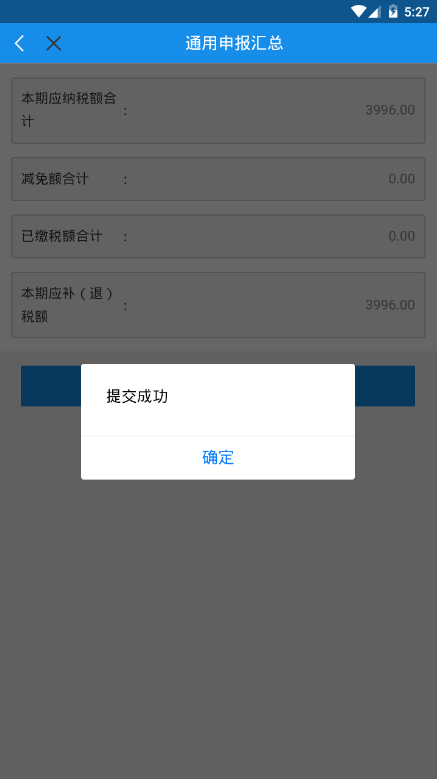 5:27
通用申报汇总
本期应纳税额合
计
:
3996.00
减免额合计 : 0.00
已缴税额合计 : 0.00
本期应补（退）
税额
:
3996.00
提交成功
确定